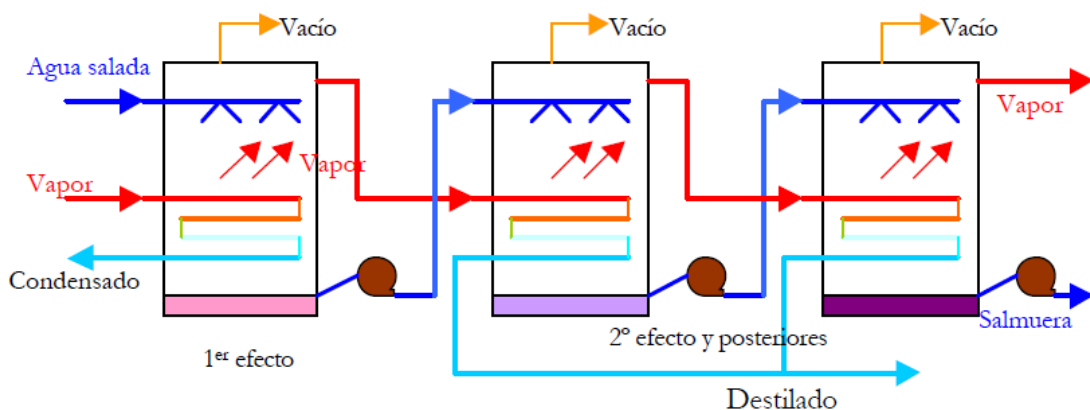 Vacío
Vacío
Vacío
Agua salada
Vapor
Vapor
Vapor
Condensado
Salmuera
1er efecto
2º efecto y posteriores
Destilado